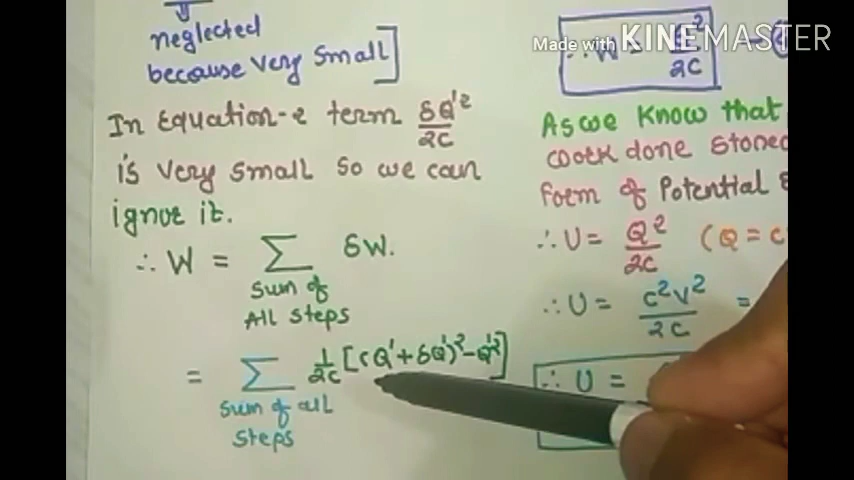 neglected
because very small]
In Equation-2 term δQ'²/2C
is very small so we can
ignore it.
∴ W = ∑ δW.
Sum of
All steps
= ∑ 1/2C [(Q'+δQ')²-Q'²]
Sum of all
steps
Made with KINEMASTER
∴ W = Q²/2C
As we know that
work done stored
form of Potential
∴ U = Q²/2C (Q = C
∴ U = C²V²/2C =
∴ U =